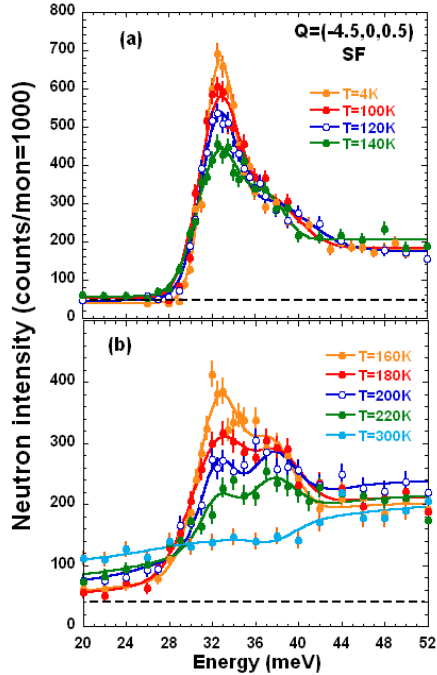 Neutron intensity (counts/mon=1000)
800
700
600
500
400
300
200
100
0
(a)
Q=(-4.5,0,0.5)
SF
T=4K
T=100K
T=120K
T=140K
400
300
200
100
0
(b)
T=160K
T=180K
T=200K
T=220K
T=300K
20 24 28 32 36 40 44 48 52
Energy (meV)